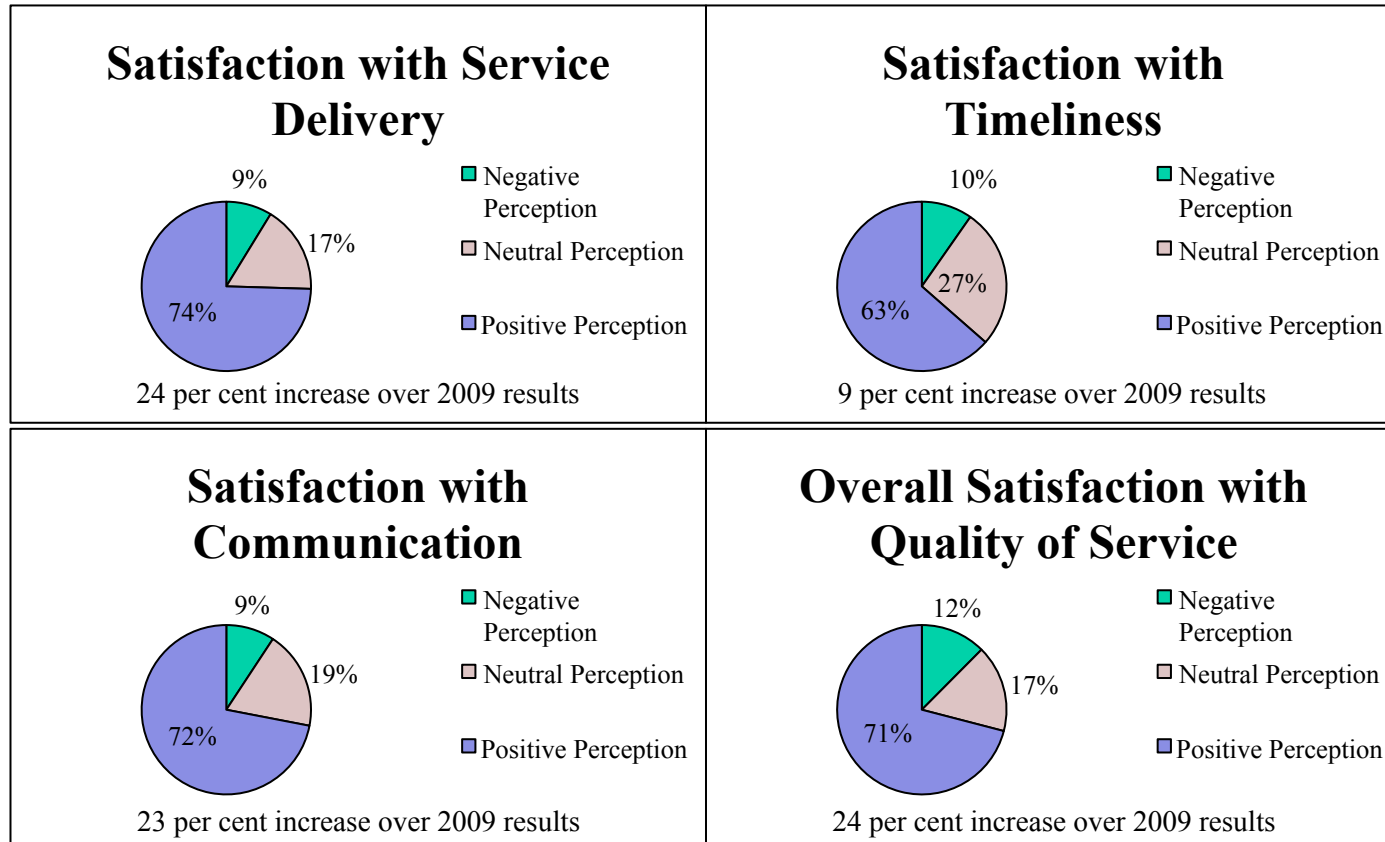 Satisfaction with Service
Delivery
9%
17%
74%
Negative
Perception
Neutral Perception
Positive Perception
24 per cent increase over 2009 results
Satisfaction with
Timeliness
10%
27%
63%
Negative
Perception
Neutral Perception
Positive Perception
9 per cent increase over 2009 results
Satisfaction with
Communication
9%
19%
72%
Negative
Perception
Neutral Perception
Positive Perception
23 per cent increase over 2009 results
Overall Satisfaction with
Quality of Service
12%
17%
71%
Negative
Perception
Neutral Perception
Positive Perception
24 per cent increase over 2009 results